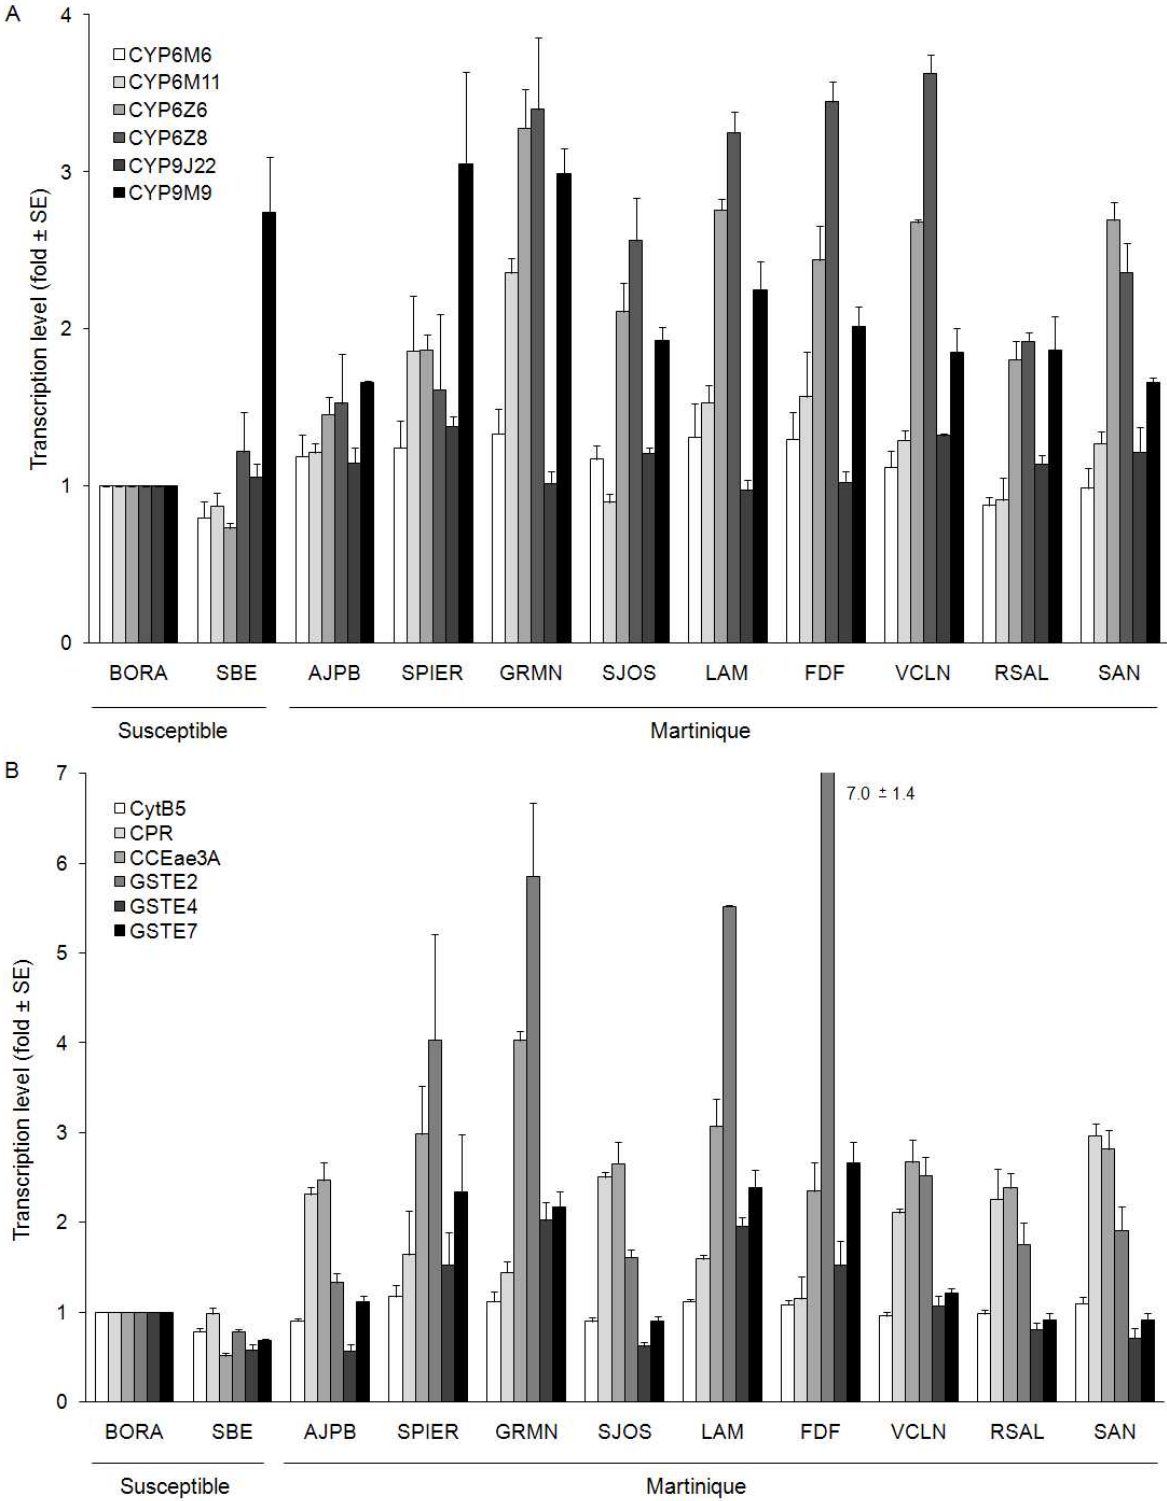 A
4
3
2
1
0
Transcription level (fold ± SE)
CYP6M6
CYP6M11
CYP6Z6
CYP6Z8
CYP9J22
CYP9M9
BORA SBE AJPB SPIER GRMN SJOS LAM FDF VCLN RSAL SAN
Susceptible Martinique
B
7
6
5
4
3
2
1
0
Transcription level (fold ± SE)
CytB5
CPR
CCEae3A
GSTE2
GSTE4
GSTE7
7.0 ± 1.4
BORA SBE AJPB SPIER GRMN SJOS LAM FDF VCLN RSAL SAN
Susceptible Martinique